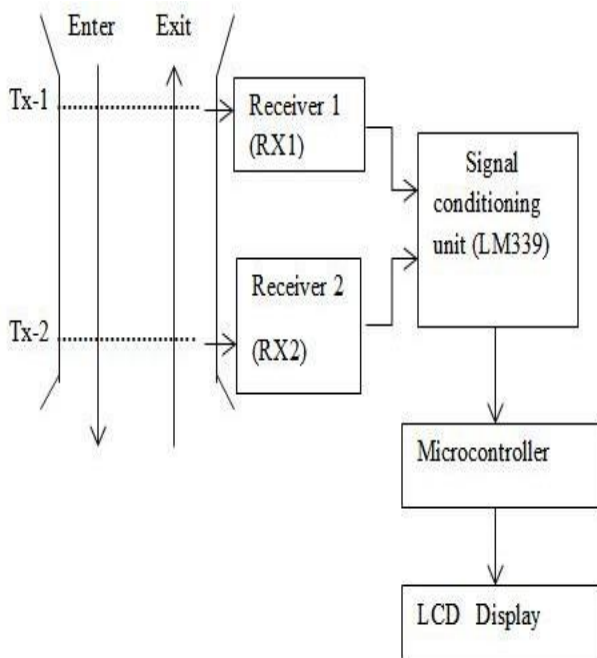 Enter Exit
Tx-1
Receiver 1
(RX1)
Signal
conditioning
unit (LM339)
Receiver 2
Tx-2
(RX2)
Microcontroller
LCD Display